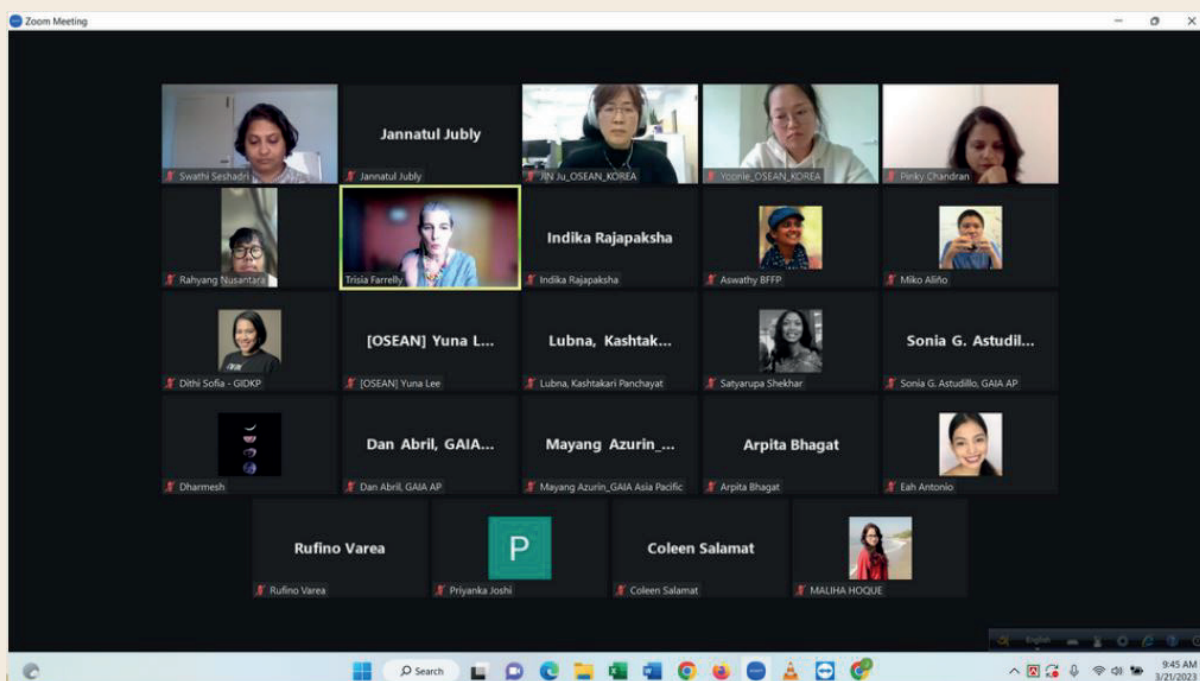 Zoom Meeting
Jannatul Jubly
Swathi Seshadri
Jannatul Jubly
JIN Ju_OSEAN_KOREA
Yoonie_OSEAN_KOREA
Pinky Chandran
Indika Rajapaksha
Rahyang Nusantara
Trisia Farrelly
Indika Rajapaksha
Aswathy BFFP
Miko Aliño
[OSEAN] Yuna L...
Lubna, Kashtak...
Sonia G. Astudil...
Dithi Sofia - GIDKP
[OSEAN] Yuna Lee
Lubna, Kashtakari Panchayat
Satyarupa Shekhar
Sonia G. Astudillo, GAIA AP
Dan Abril, GAIA...
Mayang Azurin_...
Arpita Bhagat
Dharmesh
Dan Abril, GAIA AP
Mayang Azurin_GAIA Asia Pacific
Arpita Bhagat
Eah Antonio
Rufino Varea
P
Coleen Salamat
Rufino Varea
Priyanka Joshi
Coleen Salamat
MALIHA HOQUE
English
Search
9:45 AM
3/21/2023